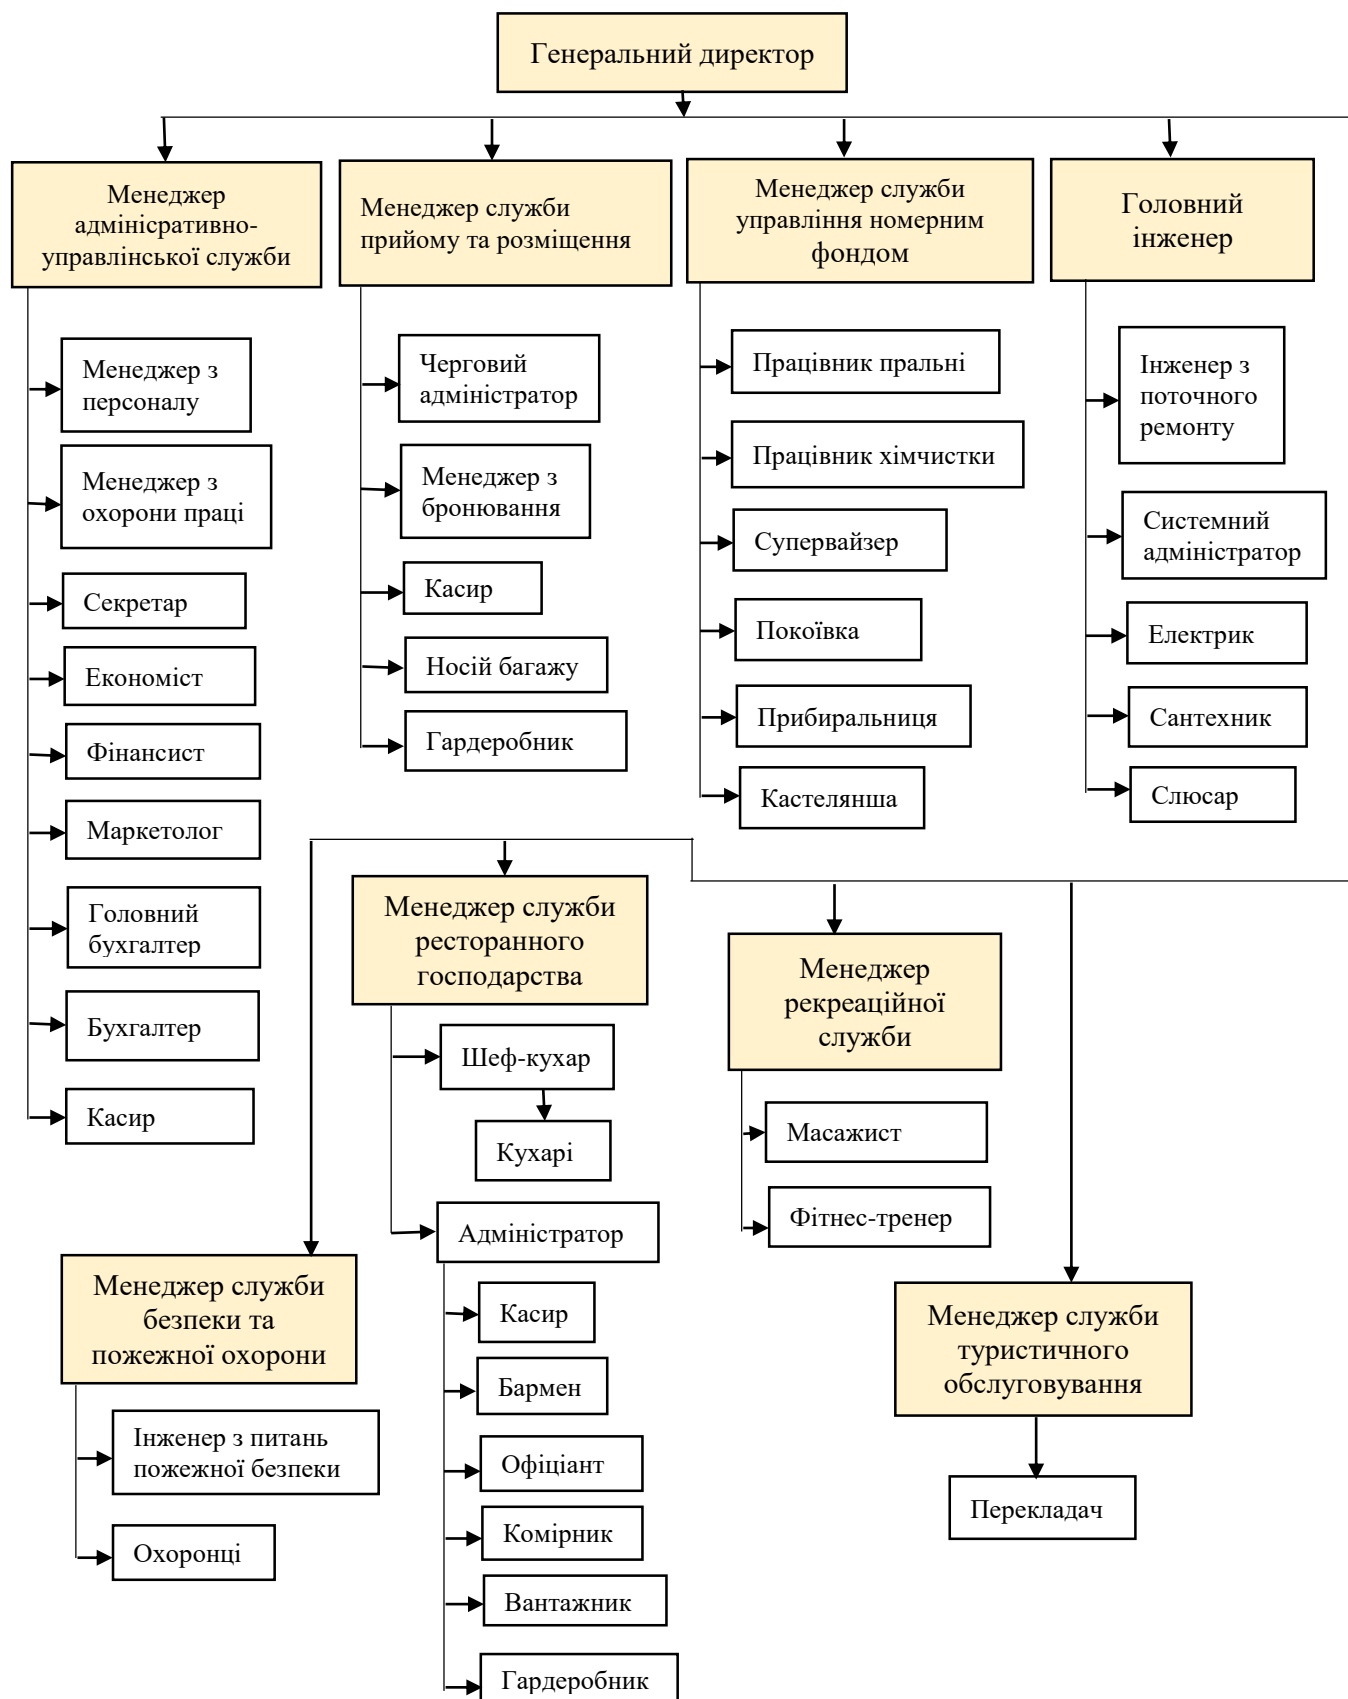 Генеральний директор
Менеджер
адмінісративно-
управлінської служби
Менеджер служби
прийому та розміщення
Менеджер служби
управління номерним
фондом
Головний
інженер
Менеджер з
персоналу
Менеджер з
охорони праці
Секретар
Економіст
Фінансист
Маркетолог
Головний
бухгалтер
Бухгалтер
Касир
Черговий
адміністратор
Менеджер з
бронювання
Касир
Носій багажу
Гардеробник
Працівник пральні
Працівник хімчистки
Супервайзер
Покоївка
Прибиральниця
Кастелянша
Інженер з
поточного
ремонту
Системний
адміністратор
Електрик
Сантехник
Слюсар
Менеджер служби
ресторанного
господарства
Шеф-кухар
Кухарі
Адміністратор
Касир
Бармен
Офіціант
Комірник
Вантажник
Гардеробник
Менеджер
рекреаційної
служби
Масажист
Фітнес-тренер
Менеджер служби
безпеки та
пожежної охорони
Інженер з питань
пожежної безпеки
Охоронці
Менеджер служби
туристичного
обслуговування
Перекладач